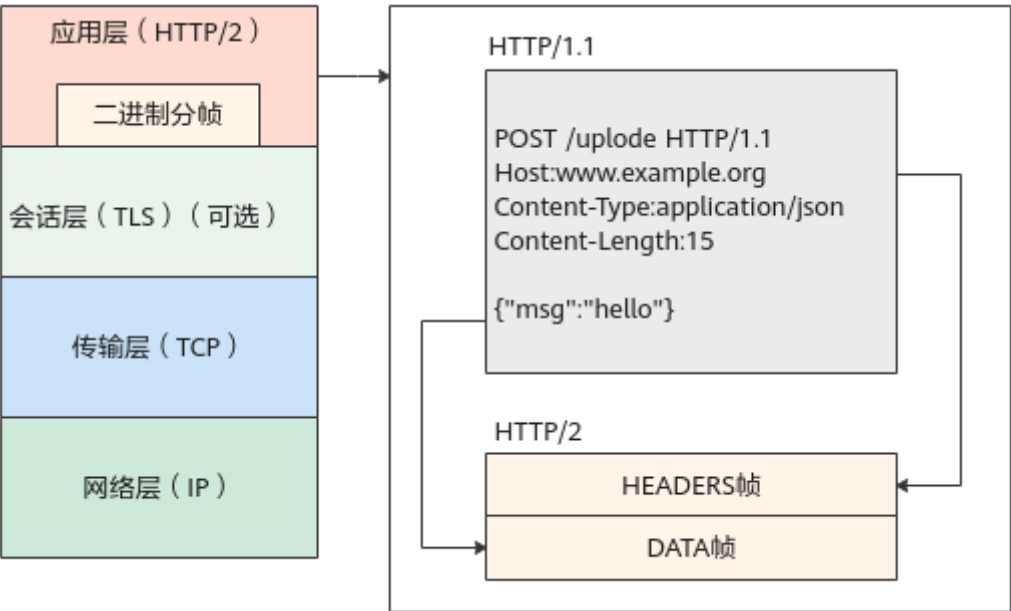 应用层（HTTP/2）
二进制分帧
会话层（TLS）（可选）
传输层（TCP）
网络层（IP）
HTTP/1.1
POST /uplode HTTP/1.1
Host:www.example.org
Content-Type:application/json
Content-Length:15
{"msg":"hello"}
HTTP/2
HEADERS帧
DATA帧